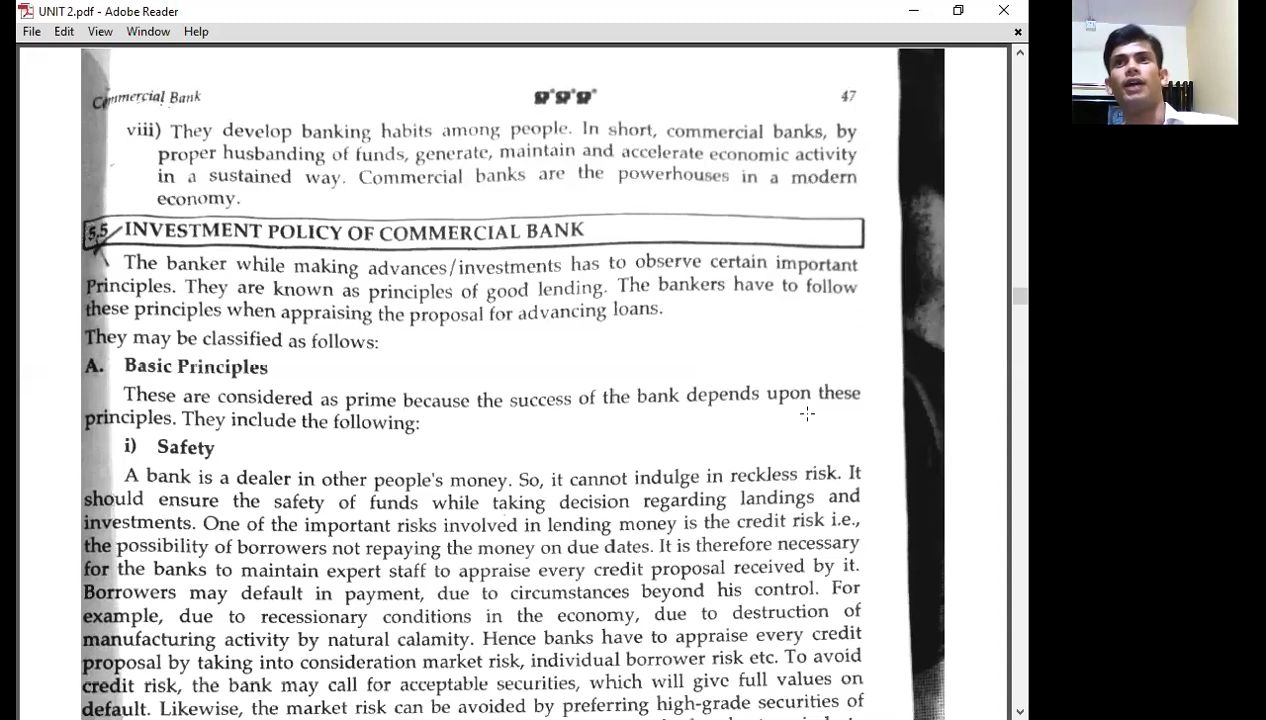 UNIT 2.pdf - Adobe Reader
File Edit View Window Help
Commercial Bank 47
viii) They develop banking habits among people. In short, commercial banks, by
proper husbanding of funds, generate, maintain and accelerate economic activity
in a sustained way. Commercial banks are the powerhouses in a modern
economy.
5.5 INVESTMENT POLICY OF COMMERCIAL BANK
The banker while making advances/investments has to observe certain important
Principles. They are known as principles of good lending. The bankers have to follow
these principles when appraising the proposal for advancing loans.
They may be classified as follows:
A. Basic Principles
These are considered as prime because the success of the bank depends upon these
principles. They include the following:
i) Safety
A bank is a dealer in other people's money. So, it cannot indulge in reckless risk. It
should ensure the safety of funds while taking decision regarding landings and
investments. One of the important risks involved in lending money is the credit risk i.e.,
the possibility of borrowers not repaying the money on due dates. It is therefore necessary
for the banks to maintain expert staff to appraise every credit proposal received by it.
Borrowers may default in payment, due to circumstances beyond his control. For
example, due to recessionary conditions in the economy, due to destruction of
manufacturing activity by natural calamity. Hence banks have to appraise every credit
proposal by taking into consideration market risk, individual borrower risk etc. To avoid
credit risk, the bank may call for acceptable securities, which will give full values on
default. Likewise, the market risk can be avoided by preferring high-grade securities of